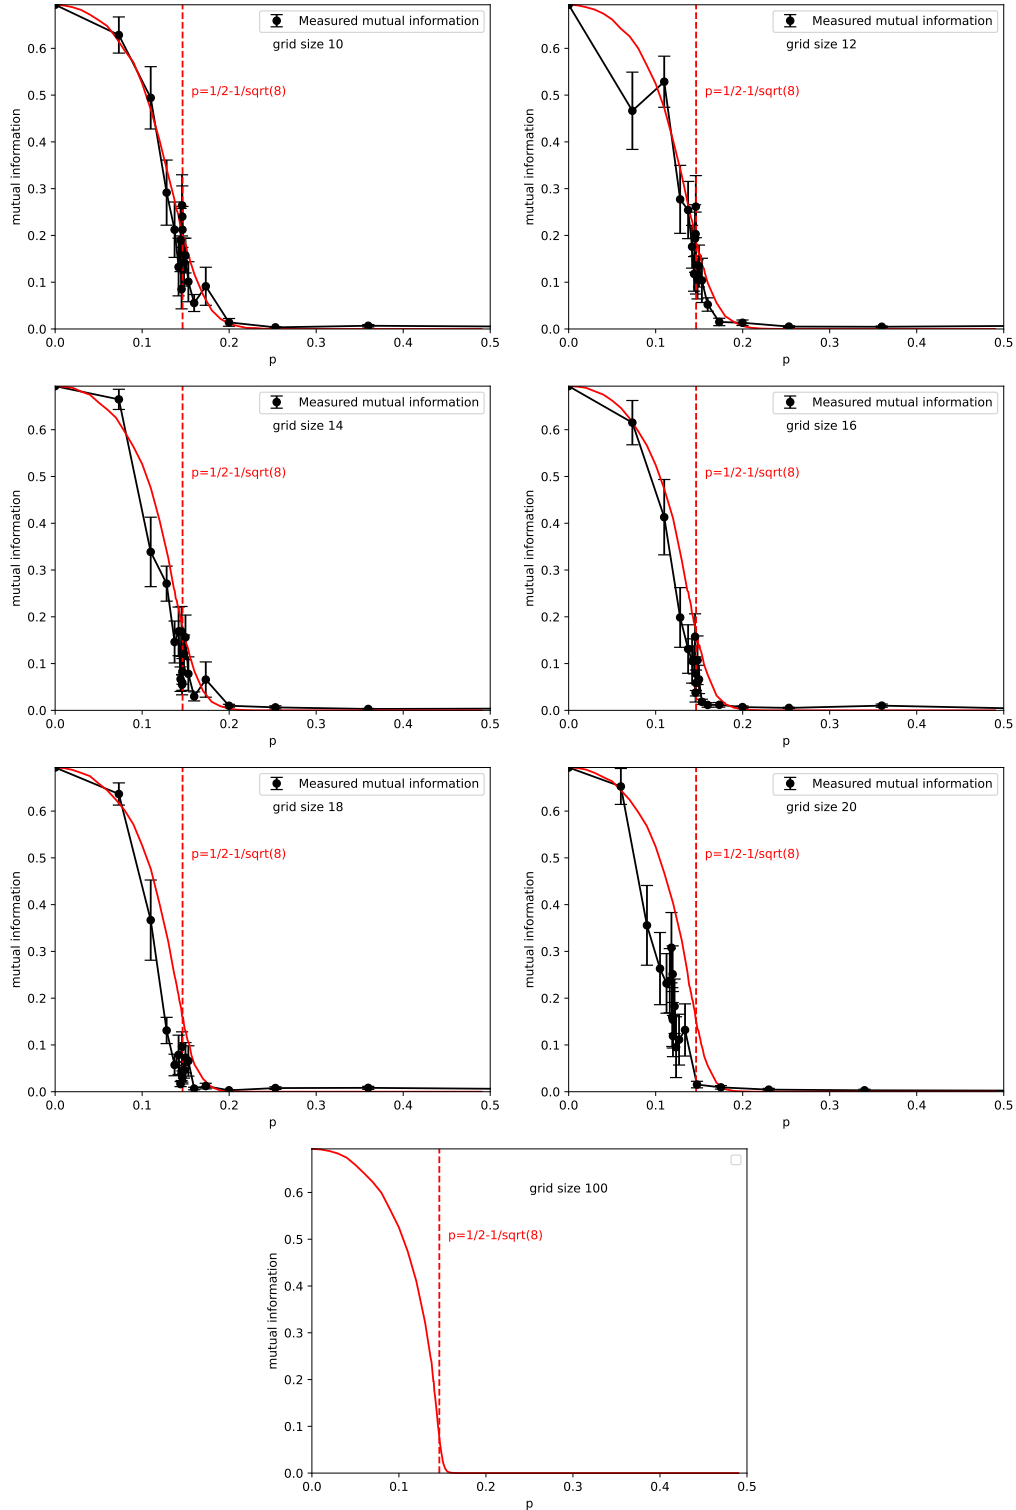 Measured mutual information
grid size 10
p=1/2-1/sqrt(8)
mutual information
0.6
0.5
0.4
0.3
0.2
0.1
0.0
0.0 0.1 0.2 0.3 0.4 0.5
p
Measured mutual information
grid size 12
p=1/2-1/sqrt(8)
mutual information
0.6
0.5
0.4
0.3
0.2
0.1
0.0
0.0 0.1 0.2 0.3 0.4 0.5
p
Measured mutual information
grid size 14
p=1/2-1/sqrt(8)
mutual information
0.6
0.5
0.4
0.3
0.2
0.1
0.0
0.0 0.1 0.2 0.3 0.4 0.5
p
Measured mutual information
grid size 16
p=1/2-1/sqrt(8)
mutual information
0.6
0.5
0.4
0.3
0.2
0.1
0.0
0.0 0.1 0.2 0.3 0.4 0.5
p
Measured mutual information
grid size 18
p=1/2-1/sqrt(8)
mutual information
0.6
0.5
0.4
0.3
0.2
0.1
0.0
0.0 0.1 0.2 0.3 0.4 0.5
p
Measured mutual information
grid size 20
p=1/2-1/sqrt(8)
mutual information
0.6
0.5
0.4
0.3
0.2
0.1
0.0
0.0 0.1 0.2 0.3 0.4 0.5
p
grid size 100
p=1/2-1/sqrt(8)
mutual information
0.6
0.5
0.4
0.3
0.2
0.1
0.0
0.0 0.1 0.2 0.3 0.4 0.5
p